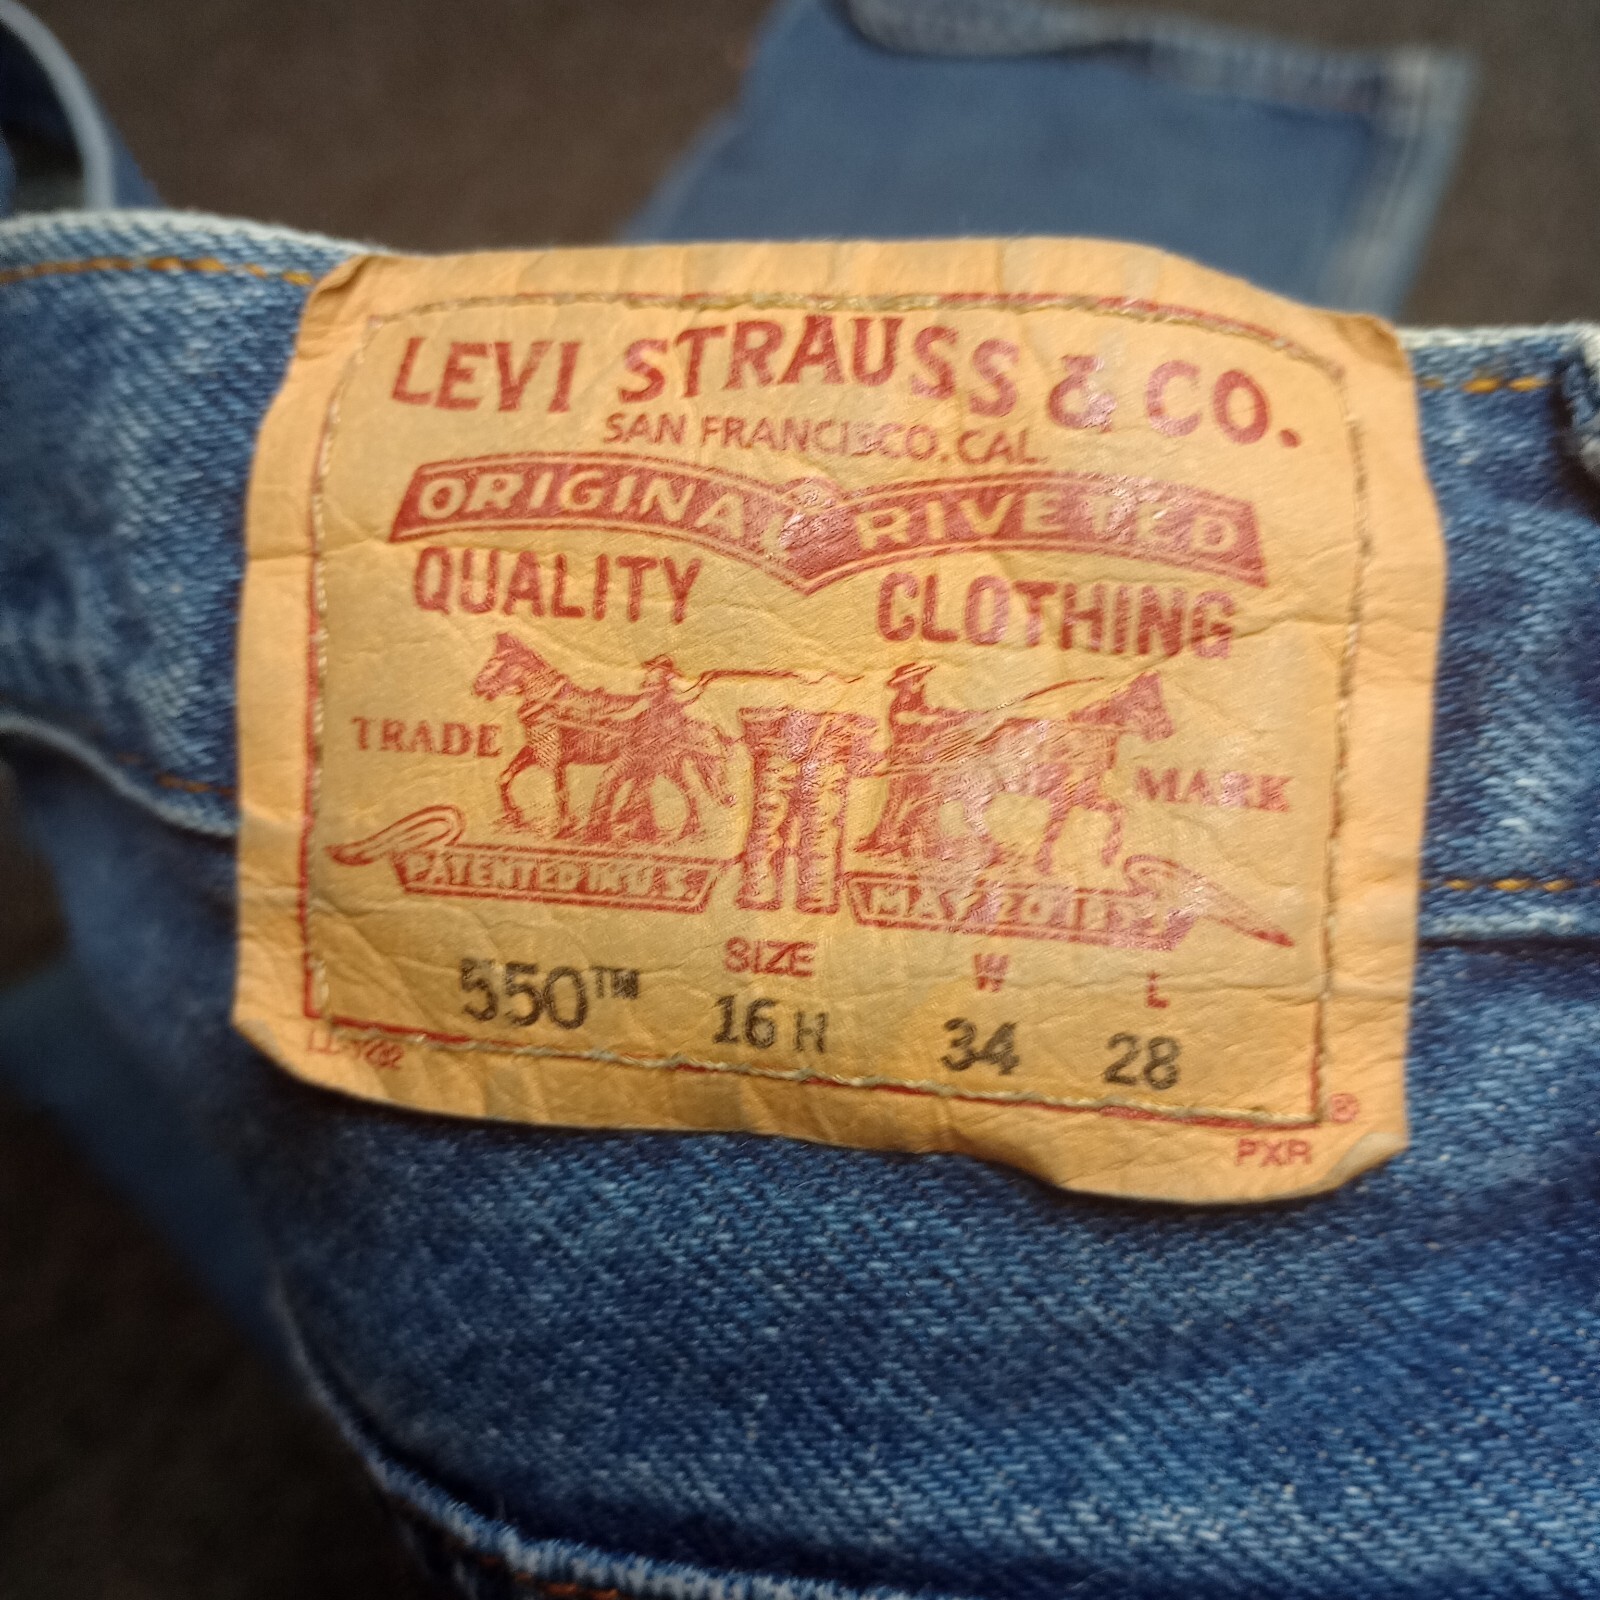 LEVI STRAUSS & CO.
SAN FRANCISCO, CAL.
ORIGINAL RIVETED
QUALITY CLOTHING
TRADE MARK
PATENTED IN U.S. MAY 20 1873
SIZE W L
550™ 16 H 34 28
®
PXR